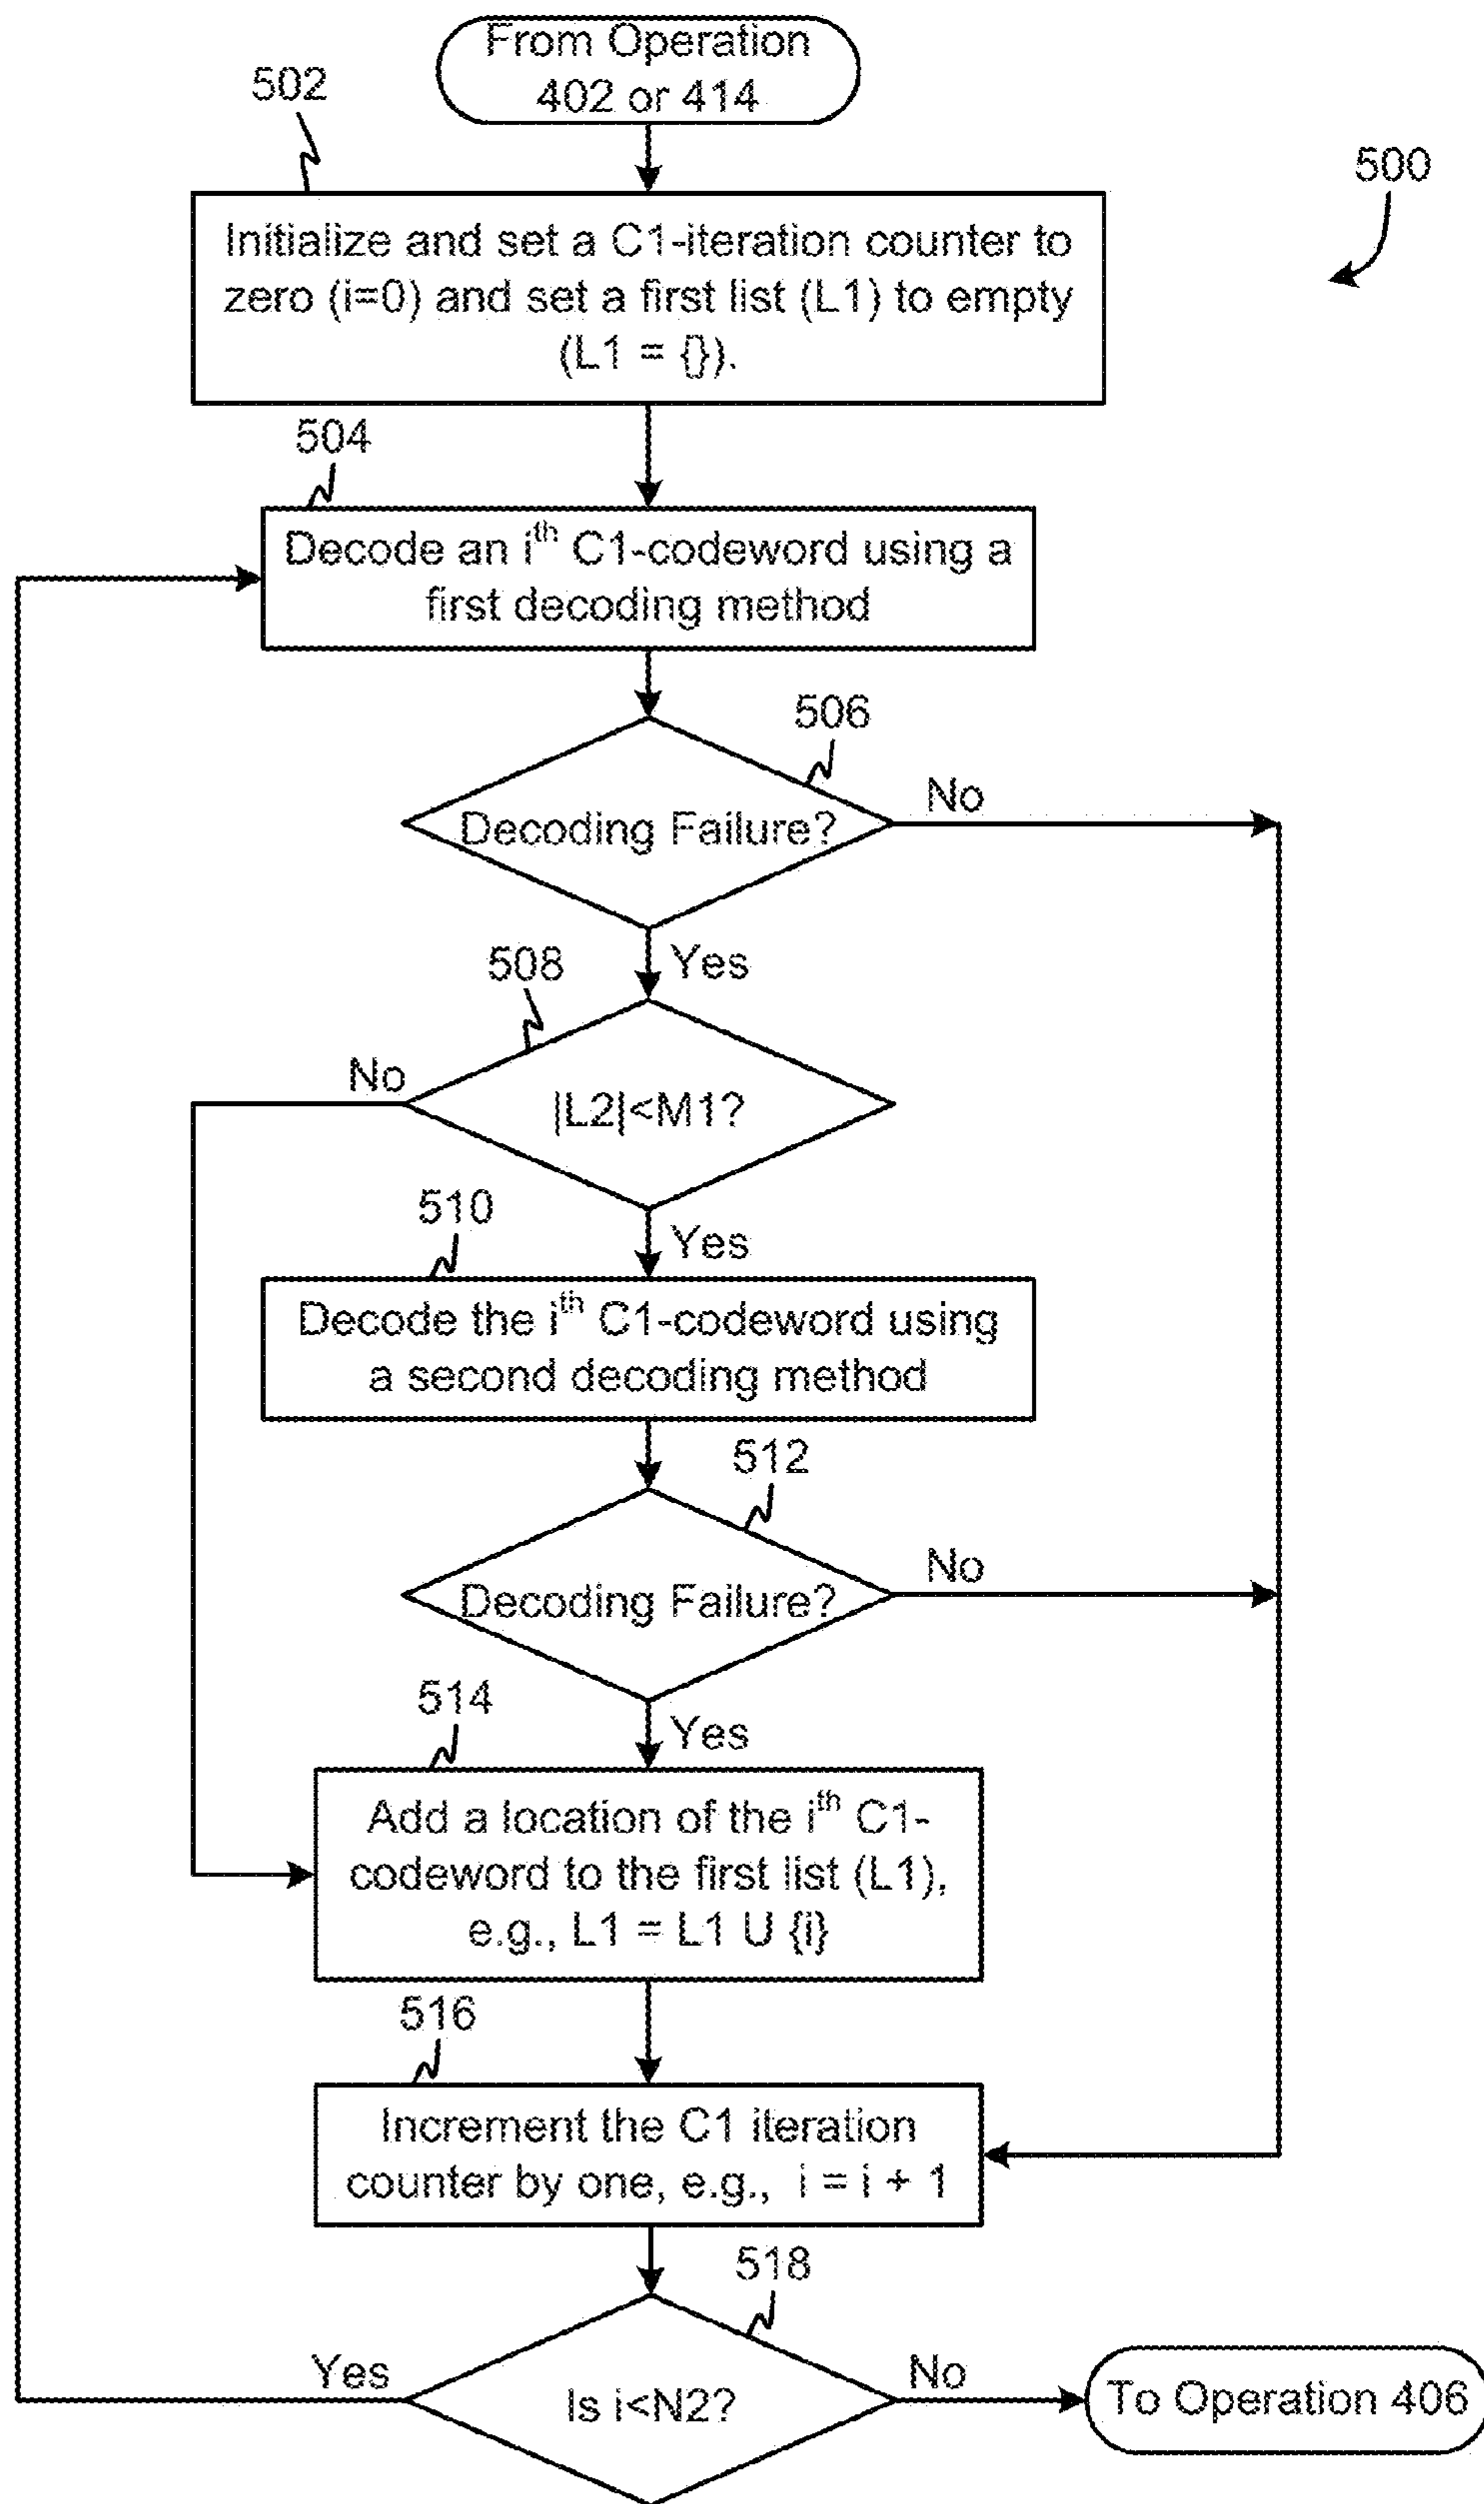 From Operation
402 or 414
502
500
Initialize and set a C1-iteration counter to
zero (i=0) and set a first list (L1) to empty
(L1 = {}).
504
Decode an ith C1-codeword using a
first decoding method
506
Decoding Failure?
No
Yes
508
No
|L2|<M1?
Yes
510
Decode the ith C1-codeword using
a second decoding method
512
Decoding Failure?
No
Yes
514
Add a location of the ith C1-
codeword to the first list (L1),
e.g., L1 = L1 U {i}
516
Increment the C1 iteration
counter by one, e.g., i = i + 1
518
Yes
Is i<N2?
No
To Operation 406